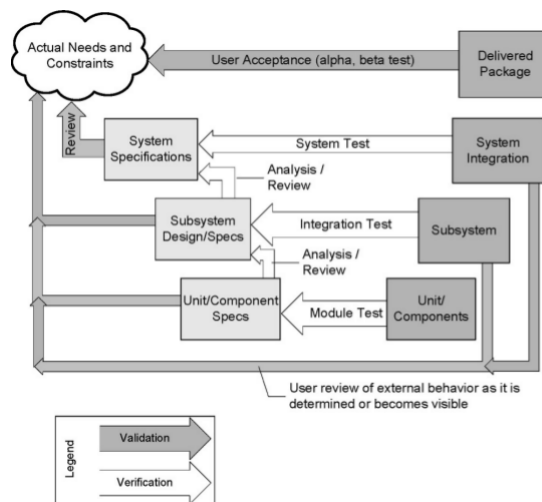 Actual Needs and
Constraints
User Acceptance (alpha, beta test)
Delivered
Package
Review
System
Specifications
System Test
System
Integration
Analysis /
Review
Subsystem
Design/Specs
Integration Test
Subsystem
Analysis /
Review
Unit/Component
Specs
Module Test
Unit/
Components
User review of external behavior as it is
determined or becomes visible
Legend
Validation
Verification